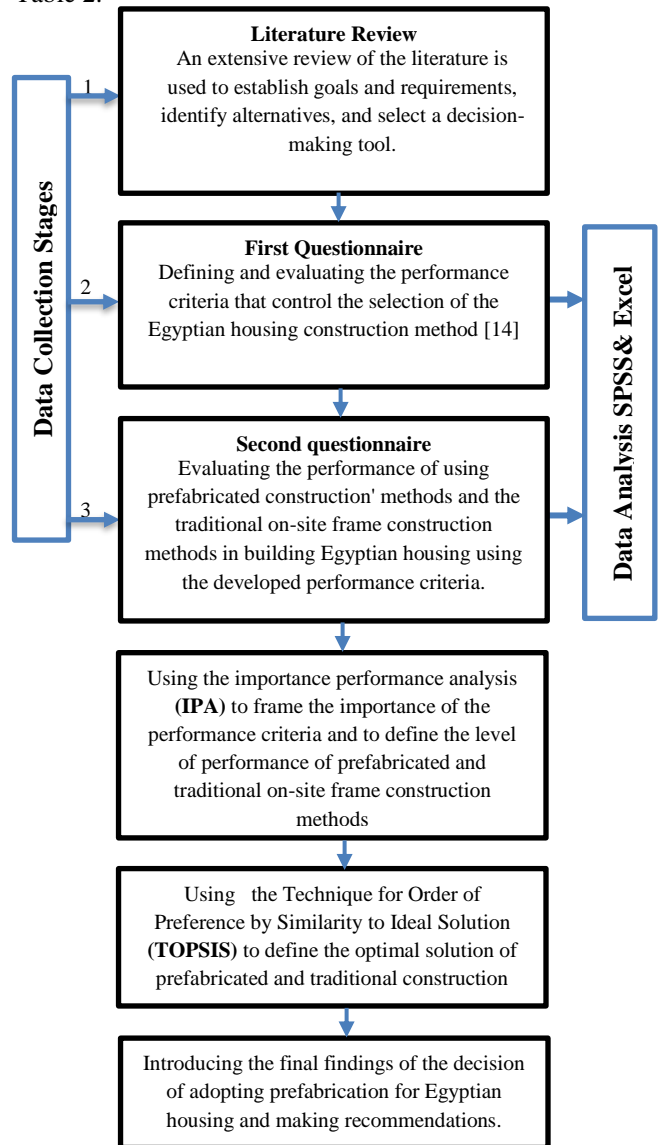 Table 2.
Literature Review
An extensive review of the literature is
used to establish goals and requirements,
identify alternatives, and select a decision-
making tool.
1
Data Collection Stages
First Questionnaire
Defining and evaluating the performance
criteria that control the selection of the
Egyptian housing construction method [14]
2
Data Analysis SPSS& Excel
Second questionnaire
Evaluating the performance of using
prefabricated construction' methods and the
traditional on-site frame construction
methods in building Egyptian housing using
the developed performance criteria.
3
Using the importance performance analysis
(IPA) to frame the importance of the
performance criteria and to define the level
of performance of prefabricated and
traditional on-site frame construction
methods
Using the Technique for Order of
Preference by Similarity to Ideal Solution
(TOPSIS) to define the optimal solution of
prefabricated and traditional construction
Introducing the final findings of the decision
of adopting prefabrication for Egyptian
housing and making recommendations.